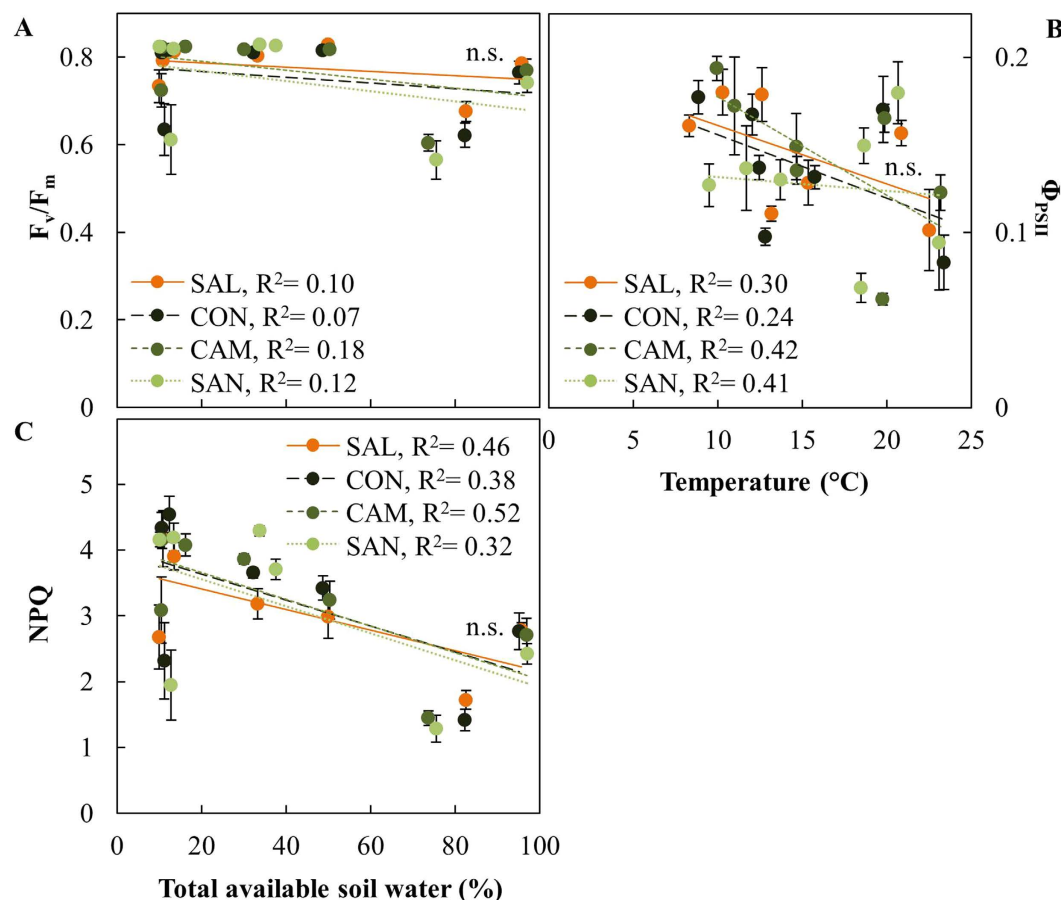 A
0.8
0.6
0.4
0.2
0
Fv/Fm
n.s.
SAL, R²= 0.10
CON, R²= 0.07
CAM, R²= 0.18
SAN, R²= 0.12
B
0.2
0.1
0
ΦPSII
n.s.
SAL, R²= 0.30
CON, R²= 0.24
CAM, R²= 0.42
SAN, R²= 0.41
0 5 10 15 20 25
Temperature (°C)
C
5
4
3
2
1
0
NPQ
SAL, R²= 0.46
CON, R²= 0.38
CAM, R²= 0.52
SAN, R²= 0.32
n.s.
0 20 40 60 80 100
Total available soil water (%)